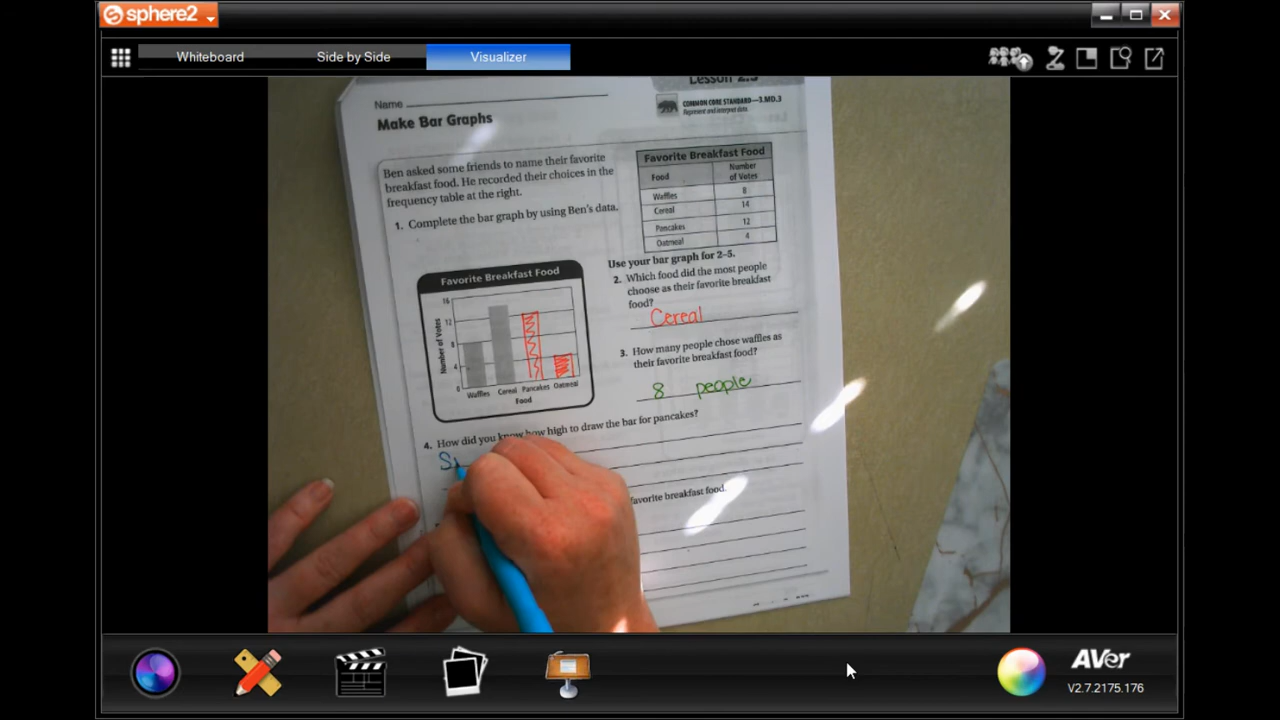 sphere2
Whiteboard Side by Side Visualizer
Lesson 2.5
Name
COMMON CORE STANDARD—3.MD.3
Represent and interpret data.
Make Bar Graphs
Ben asked some friends to name their favorite
breakfast food. He recorded their choices in the
frequency table at the right.
1. Complete the bar graph by using Ben's data.
Favorite Breakfast Food
Food Number of Votes
Waffles 8
Cereal 14
Pancakes 12
Oatmeal 4
Favorite Breakfast Food
Number of Votes
16
12
8
4
0
Waffles Cereal Pancakes Oatmeal
Food
Use your bar graph for 2–5.
2. Which food did the most people
choose as their favorite breakfast
food?
Cereal
3. How many people chose waffles as
their favorite breakfast food?
8 people
4. How did you know how high to draw the bar for pancakes?
favorite breakfast food.
AVer
V2.7.2175.176